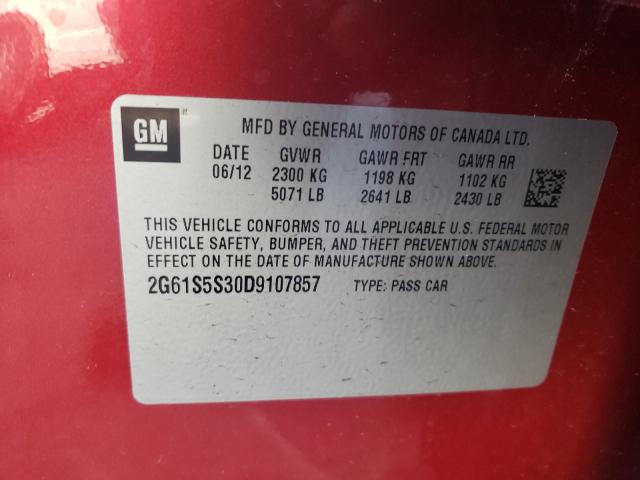 GM
MFD BY GENERAL MOTORS OF CANADA LTD.
DATE GVWR GAWR FRT GAWR RR
06/12 2300 KG 1198 KG 1102 KG
5071 LB 2641 LB 2430 LB
THIS VEHICLE CONFORMS TO ALL APPLICABLE U.S. FEDERAL MOTOR
VEHICLE SAFETY, BUMPER, AND THEFT PREVENTION STANDARDS IN
EFFECT ON THE DATE OF MANUFACTURE SHOWN ABOVE.
2G61S5S30D9107857 TYPE: PASS CAR